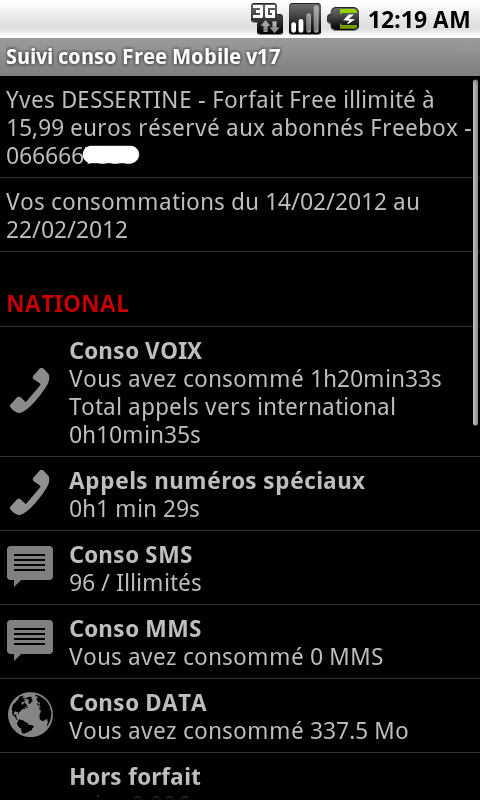 3G
12:19 AM
Suivi conso Free Mobile v17
Yves DESSERTINE - Forfait Free illimité à
15,99 euros réservé aux abonnés Freebox -
066666
Vos consommations du 14/02/2012 au
22/02/2012
NATIONAL
Conso VOIX
Vous avez consommé 1h20min33s
Total appels vers international
0h10min35s
Appels numéros spéciaux
0h1 min 29s
Conso SMS
96 / Illimités
Conso MMS
Vous avez consommé 0 MMS
Conso DATA
Vous avez consommé 337.5 Mo
Hors forfait